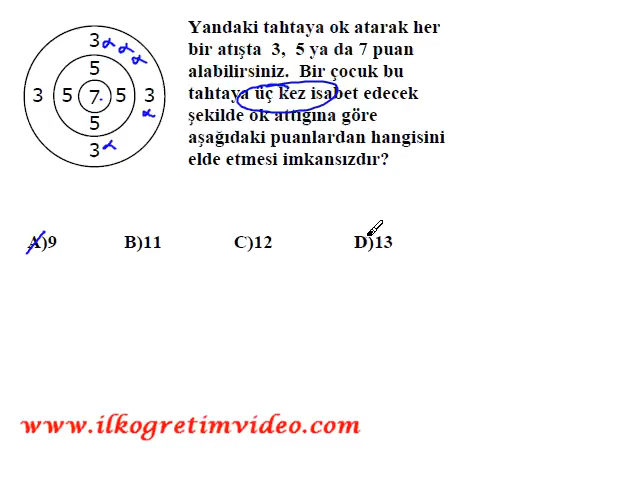 Yandaki tahtaya ok atarak her
bir atışta 3, 5 ya da 7 puan
alabilirsiniz. Bir çocuk bu
tahtaya üç kez isabet edecek
şekilde ok attığına göre
aşağıdaki puanlardan hangisini
elde etmesi imkansızdır?
3
5
3 5 7 5 3
5
3
A)9 B)11 C)12 D)13
www.ilkogretimvideo.com